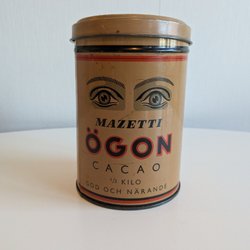 MAZETTI
ÖGON
CACAO
½ KILO
GOD OCH NÄRANDE